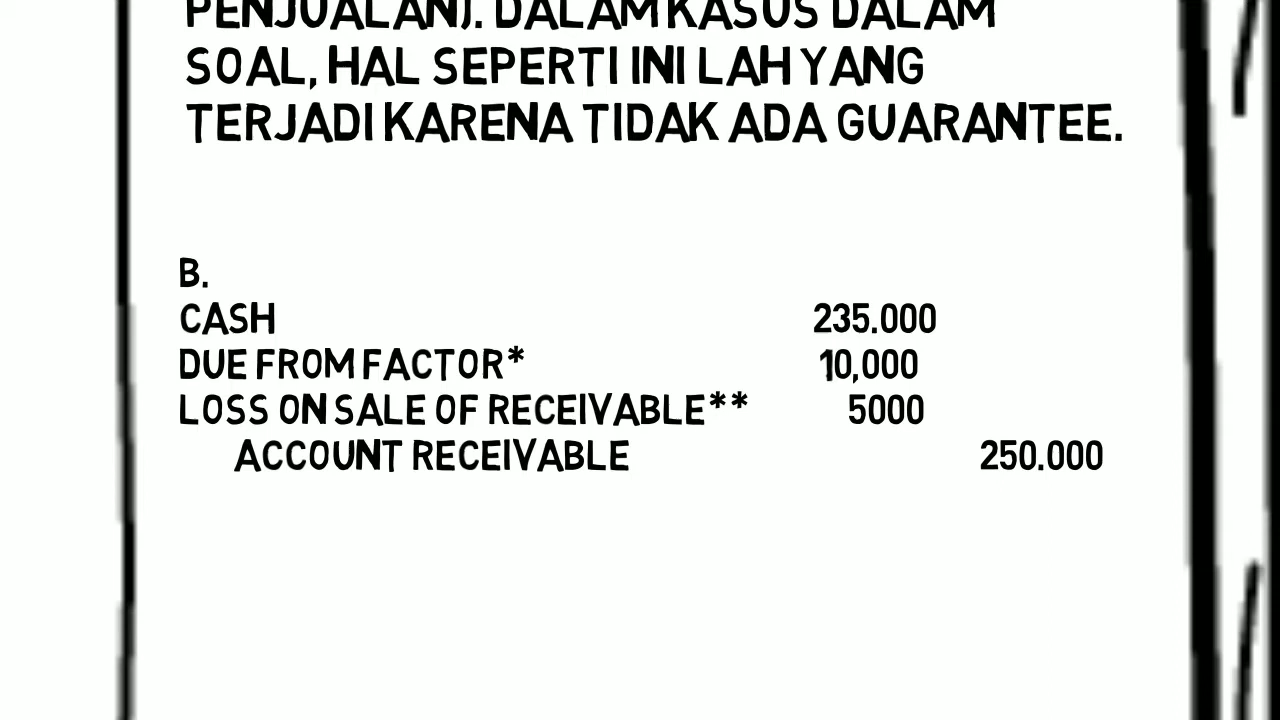 PENJUALAN). DALAM KASUS DALAM
SOAL, HAL SEPERTI INI LAH YANG
TERJADI KARENA TIDAK ADA GUARANTEE.
B.
CASH 235.000
DUE FROM FACTOR* 10,000
LOSS ON SALE OF RECEIVABLE** 5000
ACCOUNT RECEIVABLE 250.000